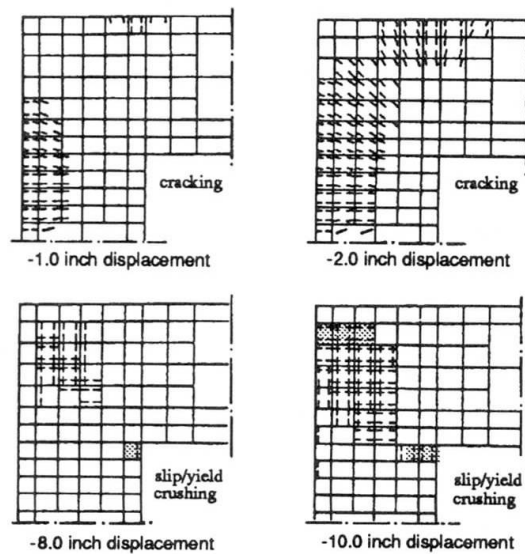 cracking
cracking
-1.0 inch displacement
-2.0 inch displacement
slip/yield
crushing
slip/yield
crushing
-8.0 inch displacement
-10.0 inch displacement